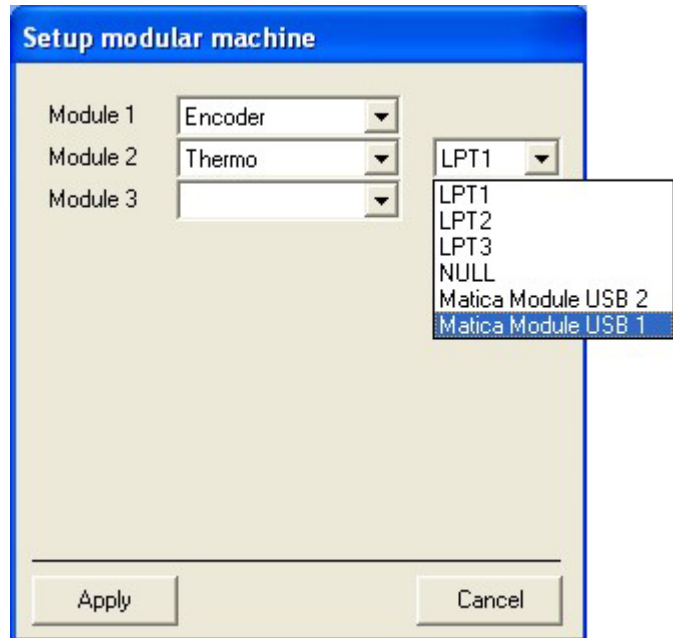 Setup modular machine
Module 1 Encoder
Module 2 Thermo LPT1
Module 3
LPT1
LPT2
LPT3
NULL
Matica Module USB 2
Matica Module USB 1
Apply Cancel